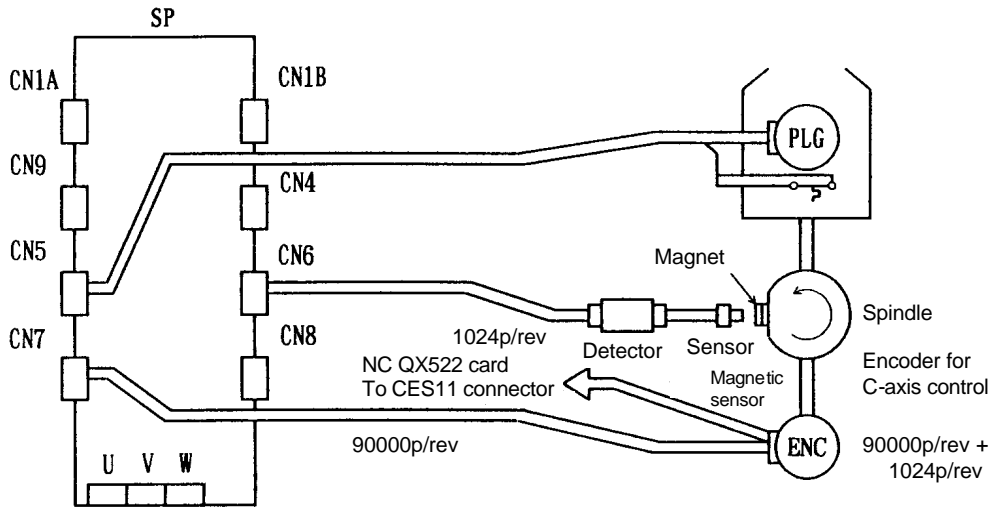 SP
CN1A
CN1B
CN9
PLG
CN4
CN5
CN6
Magnet
Spindle
CN7
1024p/rev
CN8
Detector
Sensor
Encoder for
C-axis control
NC QX522 card
To CES11 connector
Magnetic
sensor
90000p/rev
ENC
90000p/rev +
1024p/rev
U V W